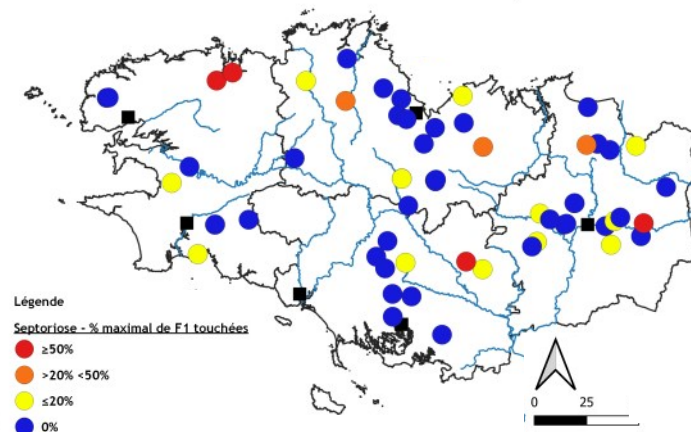 Légende
Septoriose - % maximal de F1 touchées
≥50%
>20% <50%
≤20%
0%
0 25